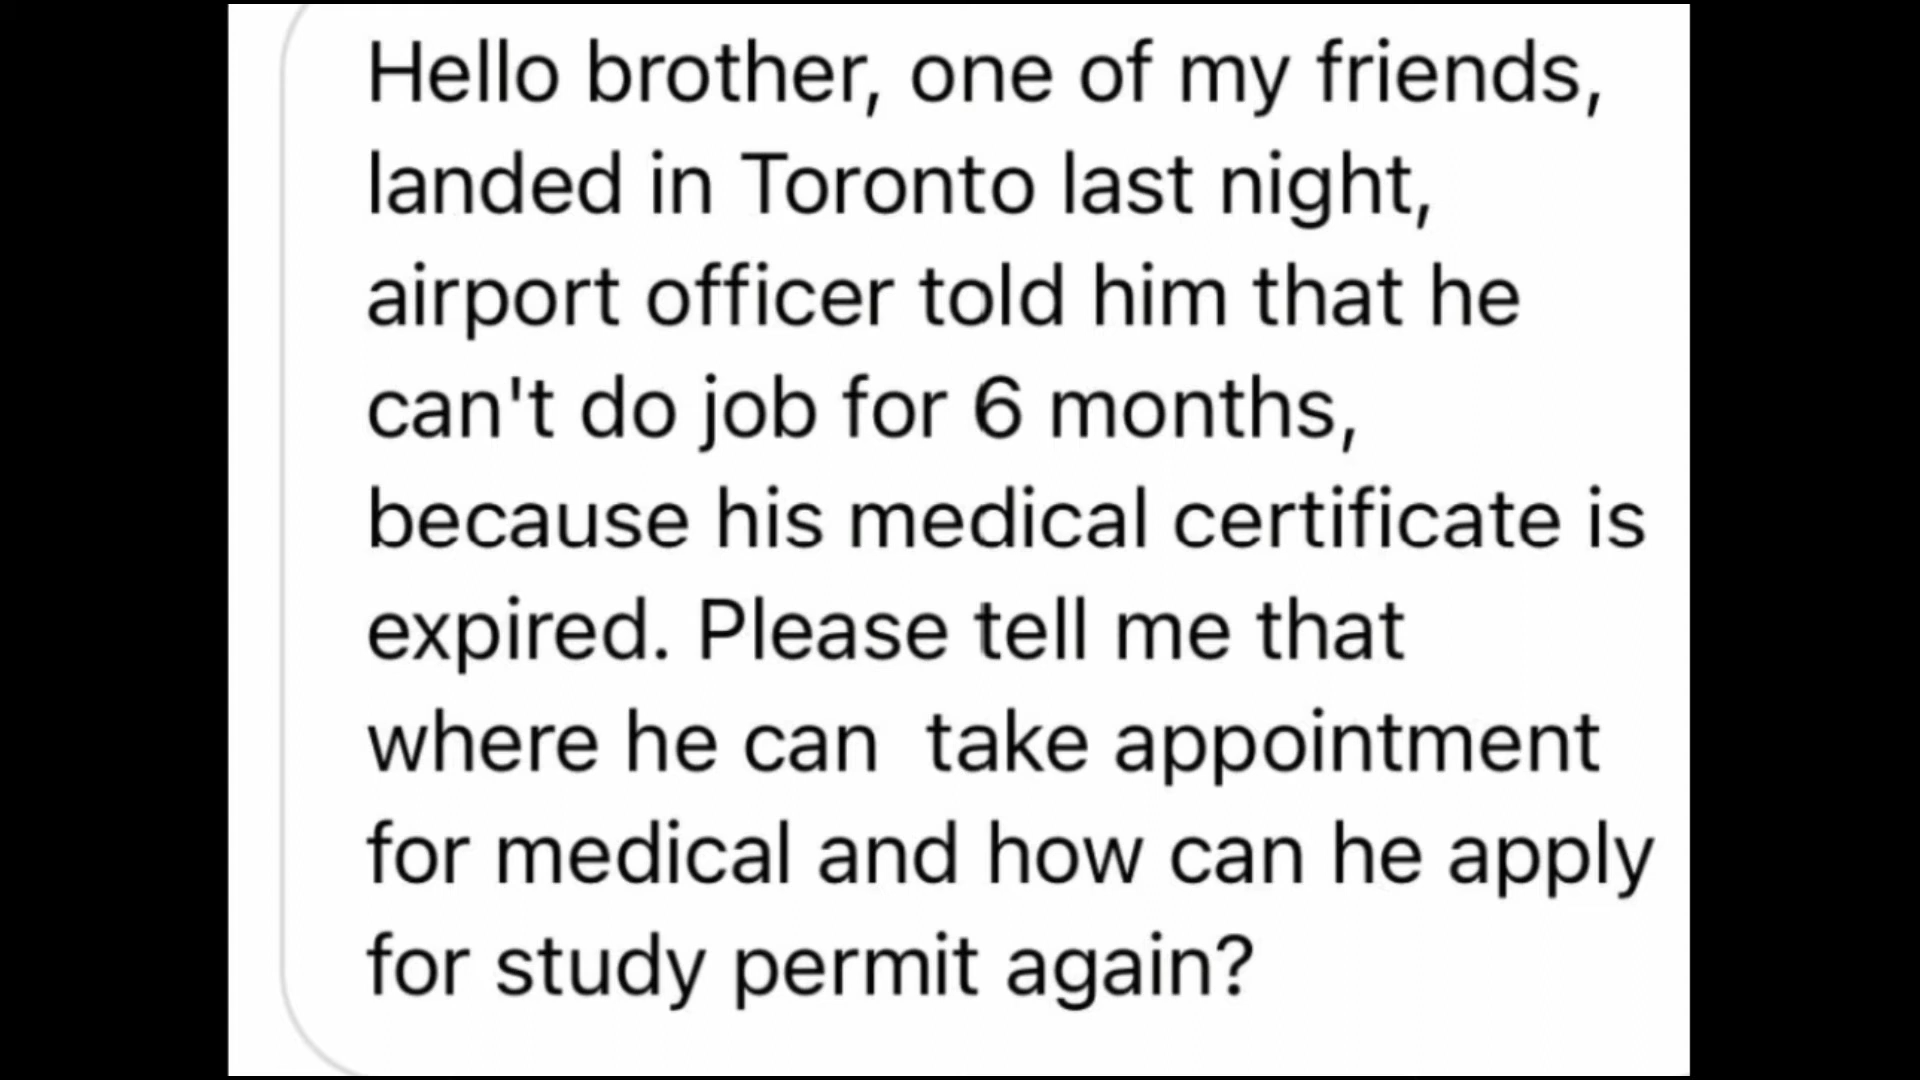 Hello brother, one of my friends,
landed in Toronto last night,
airport officer told him that he
can't do job for 6 months,
because his medical certificate is
expired. Please tell me that
where he can  take appointment
for medical and how can he apply
for study permit again?